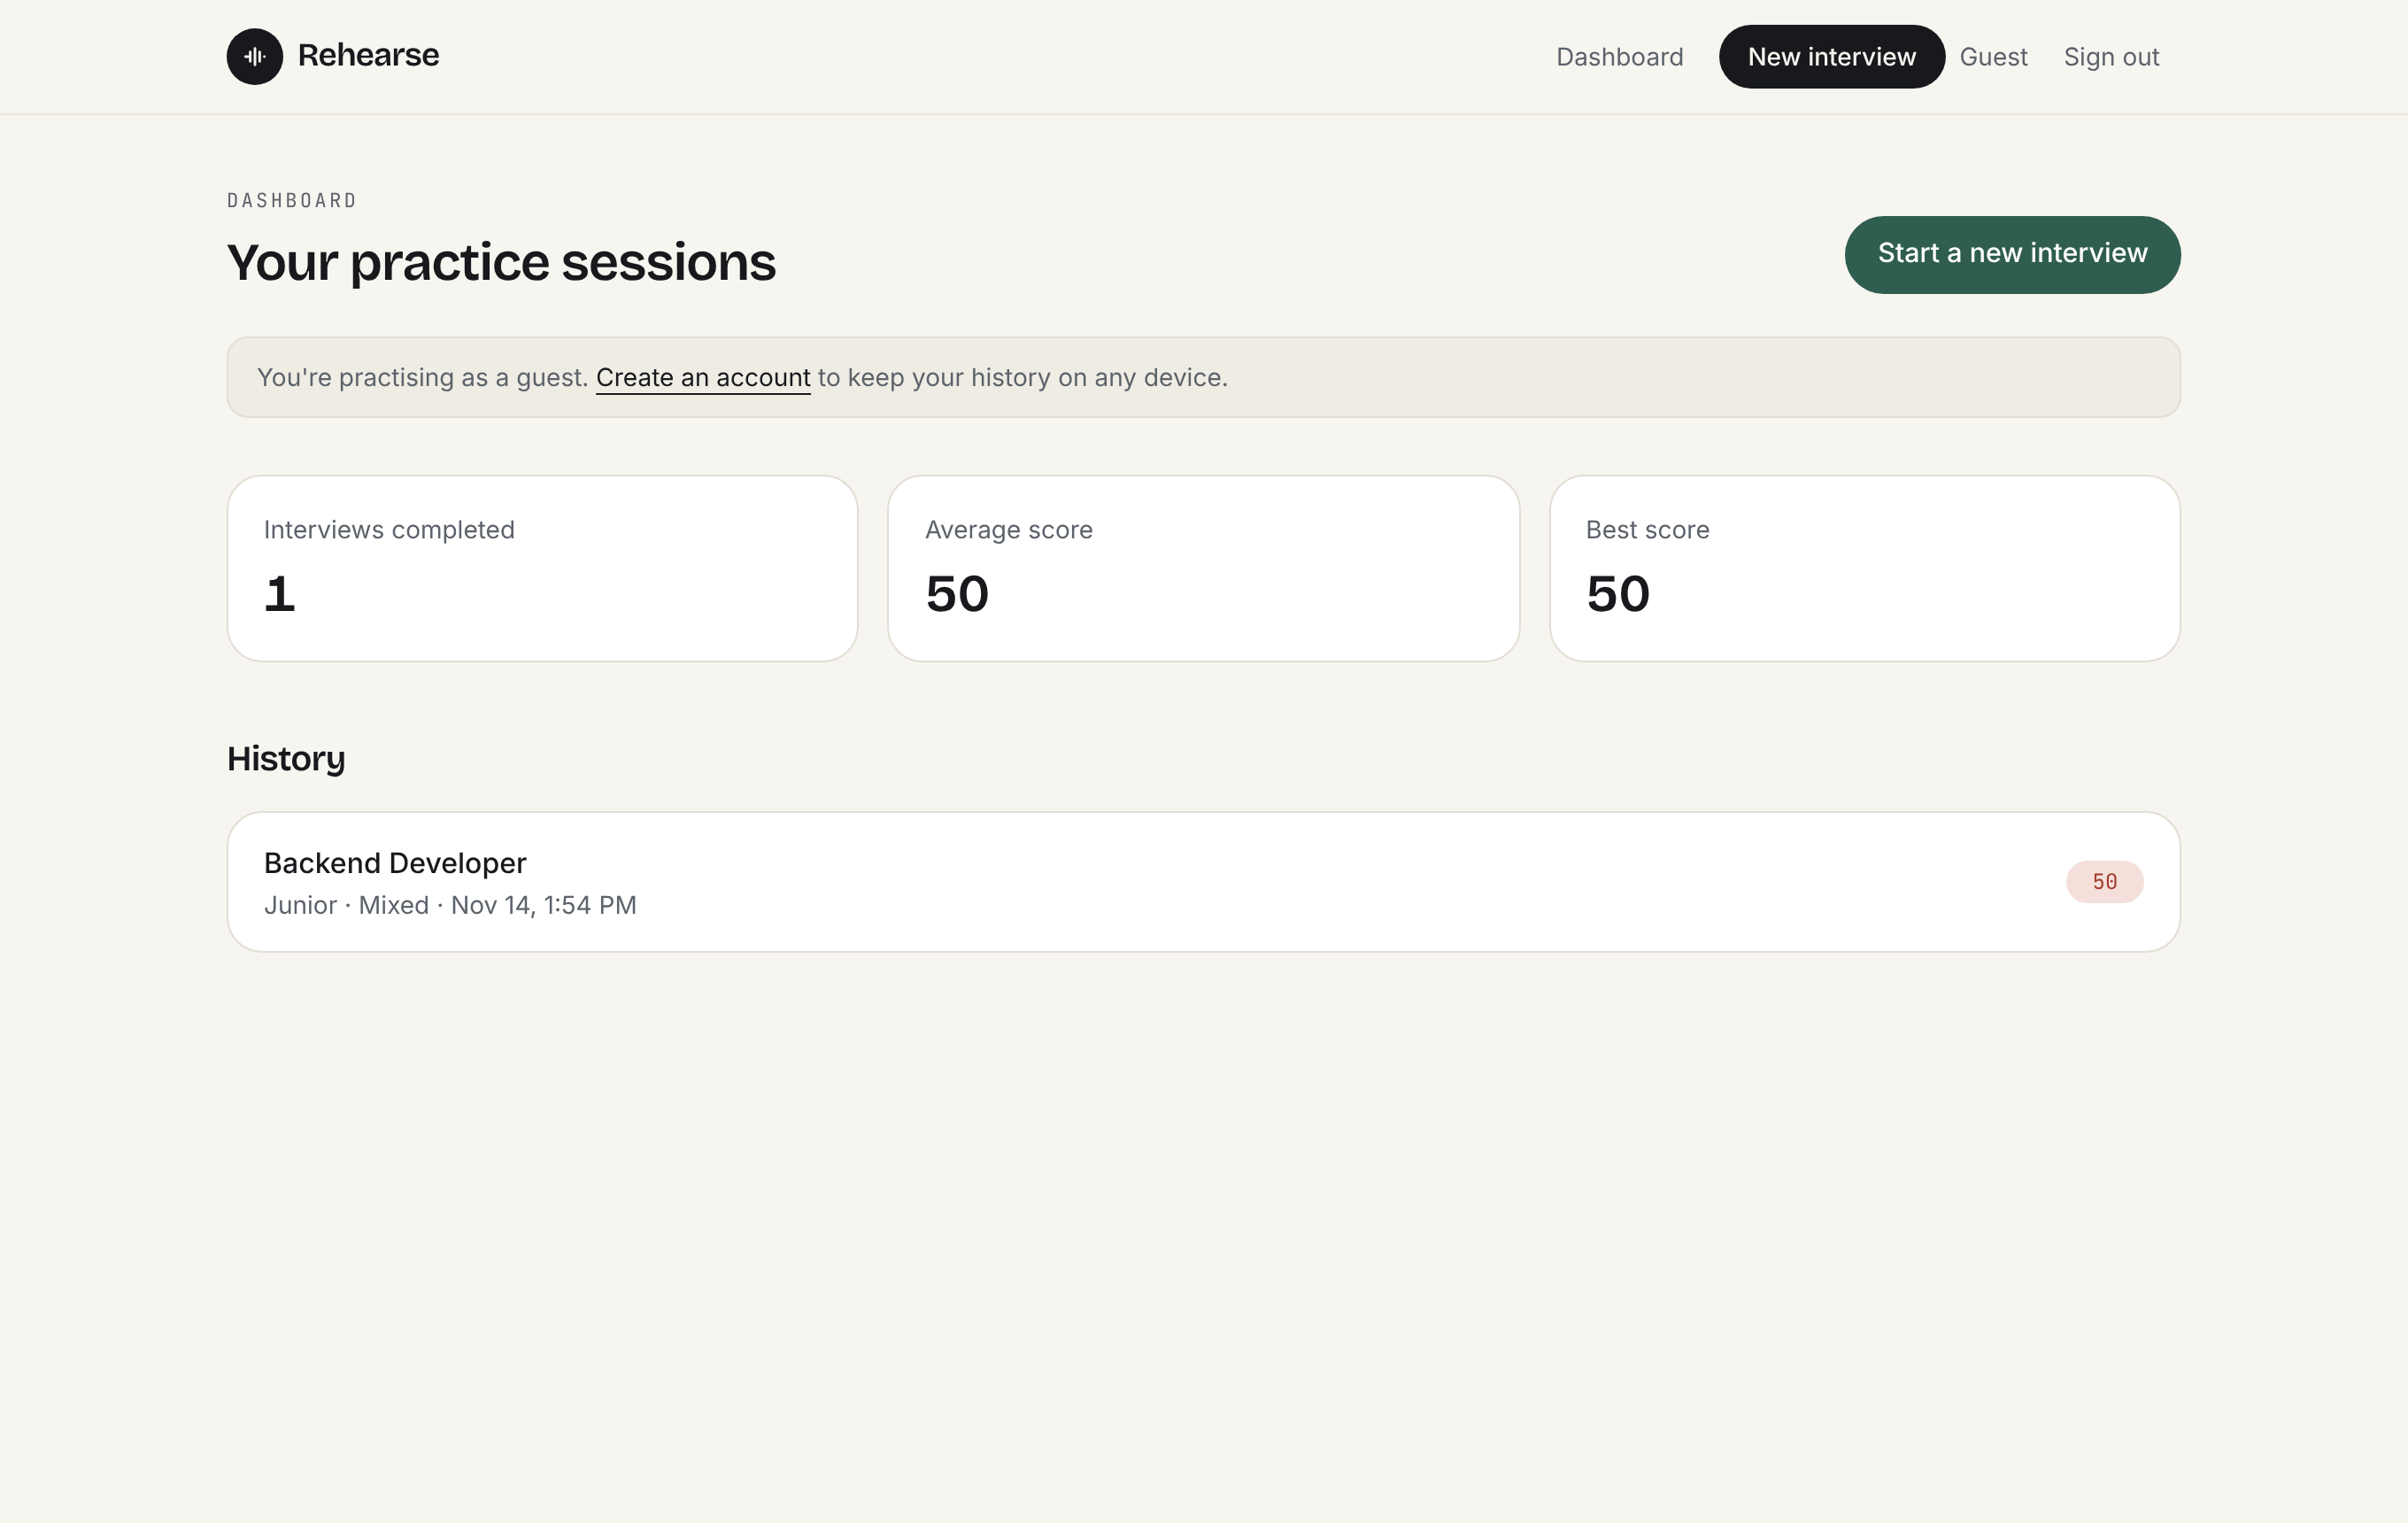 Rehearse
Dashboard New interview Guest Sign out
DASHBOARD
Your practice sessions
Start a new interview
You're practising as a guest. Create an account to keep your history on any device.
Interviews completed
1
Average score
50
Best score
50
History
Backend Developer
Junior · Mixed · Nov 14, 1:54 PM
50